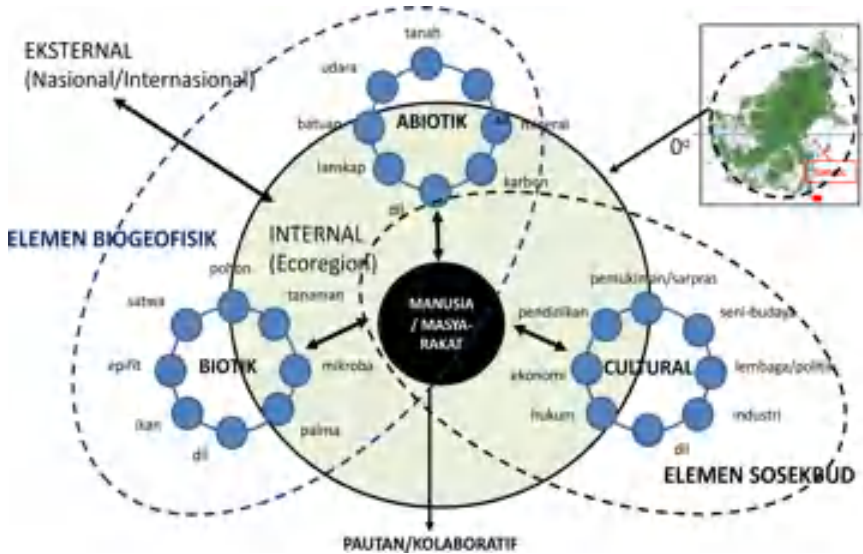 EKSTERNAL
(Nasional/Internasional)
tanah
udara
batuan
ABIOTIK
mineral
lanskap
karbon
dll
0°
ELEMEN BIOGEOFISIK
INTERNAL
(Ecoregion)
pohon
tanaman
satwa
epifit
BIOTIK
mikroba
ikan
palma
dll
MANUSIA
/ MASYA-
RAKAT
pemukiman/sarpras
pendidikan
seni-budaya
ekonomi
CULTURAL
lembaga/politik
hukum
industri
dll
ELEMEN SOSEKBUD
PAUTAN/KOLABORATIF